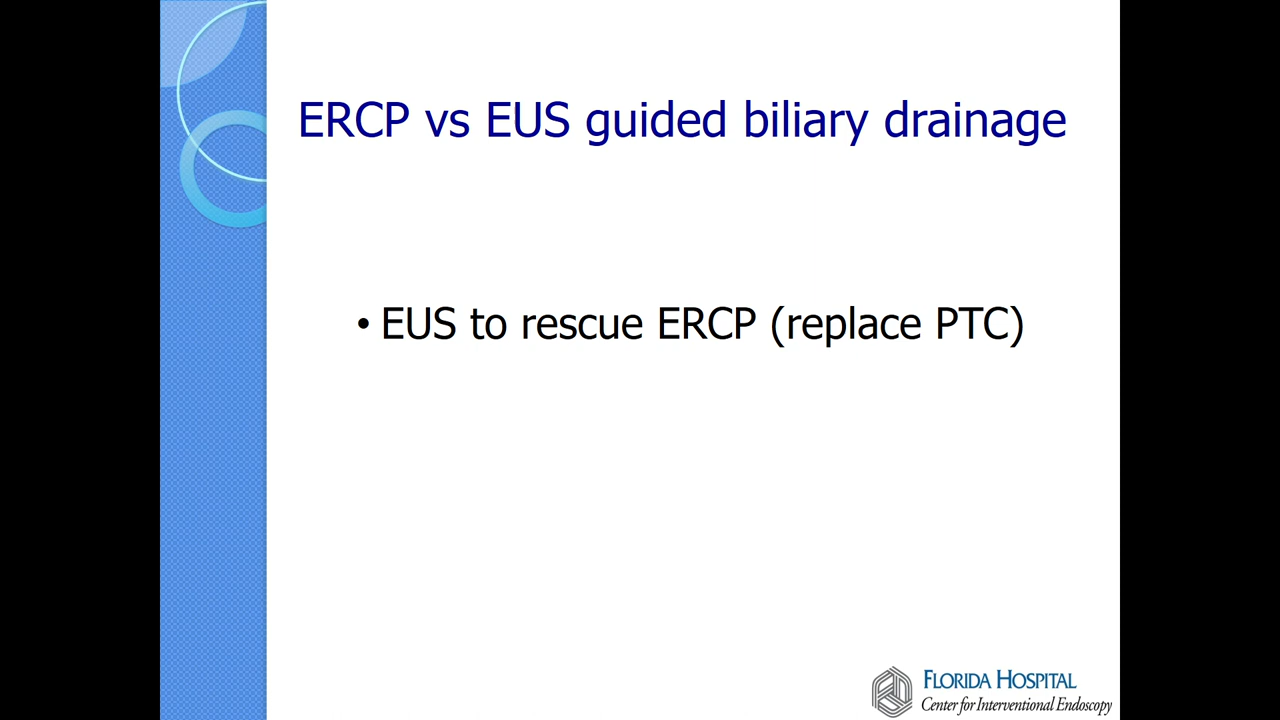 ERCP vs EUS guided biliary drainage
• EUS to rescue ERCP (replace PTC)
FLORIDA HOSPITAL
Center for Interventional Endoscopy